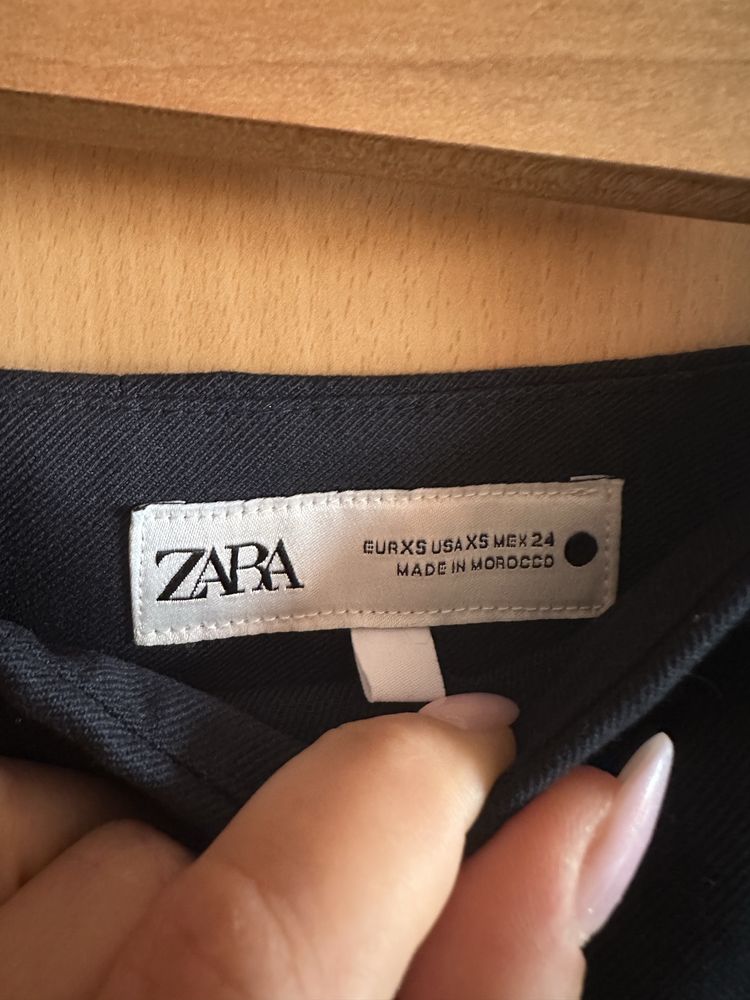 ZARA
EUR XS USA XS MEX 24
MADE IN MOROCCO